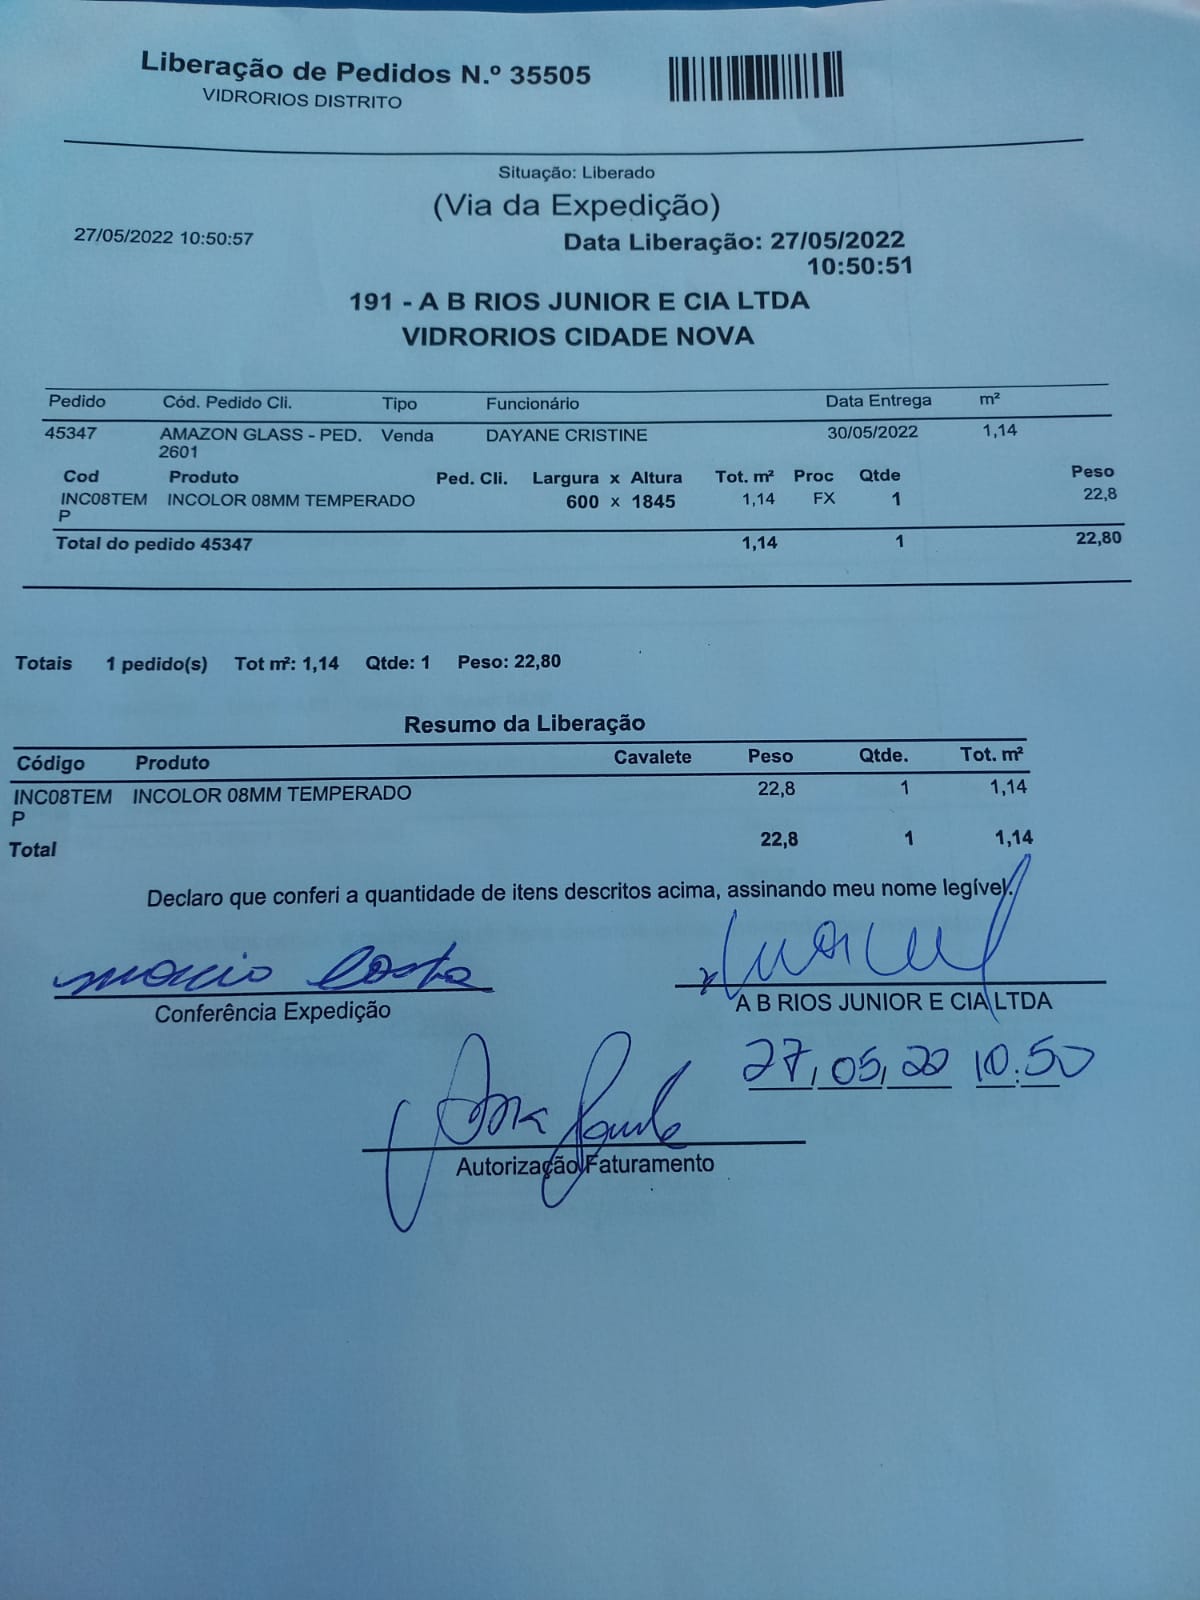 Liberação de Pedidos N.º 35505
VIDRORIOS DISTRITO
Situação: Liberado
(Via da Expedição)
27/05/2022 10:50:57 Data Liberação: 27/05/2022
10:50:51
191 - A B RIOS JUNIOR E CIA LTDA
VIDRORIOS CIDADE NOVA
Pedido Cód. Pedido Cli. Tipo Funcionário Data Entrega m²
45347 AMAZON GLASS - PED. Venda DAYANE CRISTINE 30/05/2022 1,14
2601
Cod Produto Ped. Cli. Largura x Altura Tot. m² Proc Qtde Peso
INC08TEM INCOLOR 08MM TEMPERADO 600 x 1845 1,14 FX 1 22,8
P
Total do pedido 45347 1,14 1 22,80
Totais 1 pedido(s) Tot m²: 1,14 Qtde: 1 Peso: 22,80
Resumo da Liberação
Código Produto Cavalete Peso Qtde. Tot. m²
INC08TEM INCOLOR 08MM TEMPERADO 22,8 1 1,14
P
Total 22,8 1 1,14
Declaro que conferi a quantidade de itens descritos acima, assinando meu nome legível.
marcio Costa
Conferência Expedição A B RIOS JUNIOR E CIA LTDA
27/05/22 10:50
Ana Paula
Autorização Faturamento